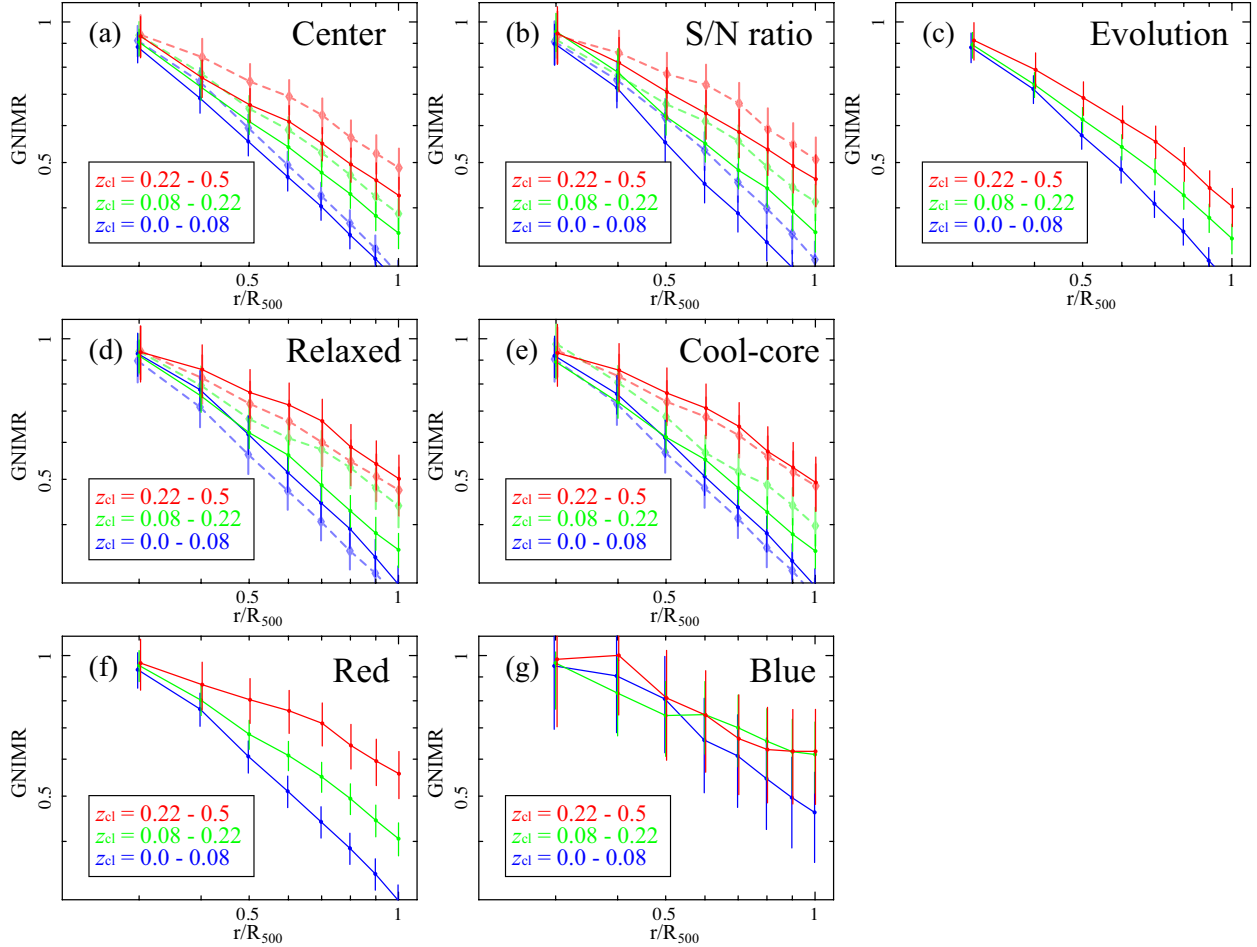 (a) Center
GNIMR
1
0.5
z_cl = 0.22 - 0.5
z_cl = 0.08 - 0.22
z_cl = 0.0 - 0.08
0.5 1
r/R_500
(b) S/N ratio
GNIMR
1
0.5
z_cl = 0.22 - 0.5
z_cl = 0.08 - 0.22
z_cl = 0.0 - 0.08
0.5 1
r/R_500
(c) Evolution
GNIMR
1
0.5
z_cl = 0.22 - 0.5
z_cl = 0.08 - 0.22
z_cl = 0.0 - 0.08
0.5 1
r/R_500
(d) Relaxed
GNIMR
1
0.5
z_cl = 0.22 - 0.5
z_cl = 0.08 - 0.22
z_cl = 0.0 - 0.08
0.5 1
r/R_500
(e) Cool-core
GNIMR
1
0.5
z_cl = 0.22 - 0.5
z_cl = 0.08 - 0.22
z_cl = 0.0 - 0.08
0.5 1
r/R_500
(f) Red
GNIMR
1
0.5
z_cl = 0.22 - 0.5
z_cl = 0.08 - 0.22
z_cl = 0.0 - 0.08
0.5 1
r/R_500
(g) Blue
GNIMR
1
0.5
z_cl = 0.22 - 0.5
z_cl = 0.08 - 0.22
z_cl = 0.0 - 0.08
0.5 1
r/R_500